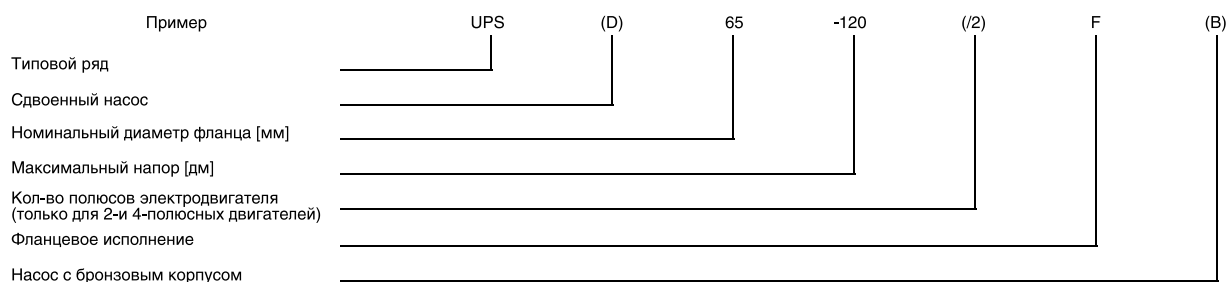 Пример UPS (D) 65 -120 (/2) F (B)
Типовой ряд
Сдвоенный насос
Номинальный диаметр фланца [мм]
Максимальный напор [дм]
Кол-во полюсов электродвигателя
(только для 2-и 4-полюсных двигателей)
Фланцевое исполнение
Насос с бронзовым корпусом